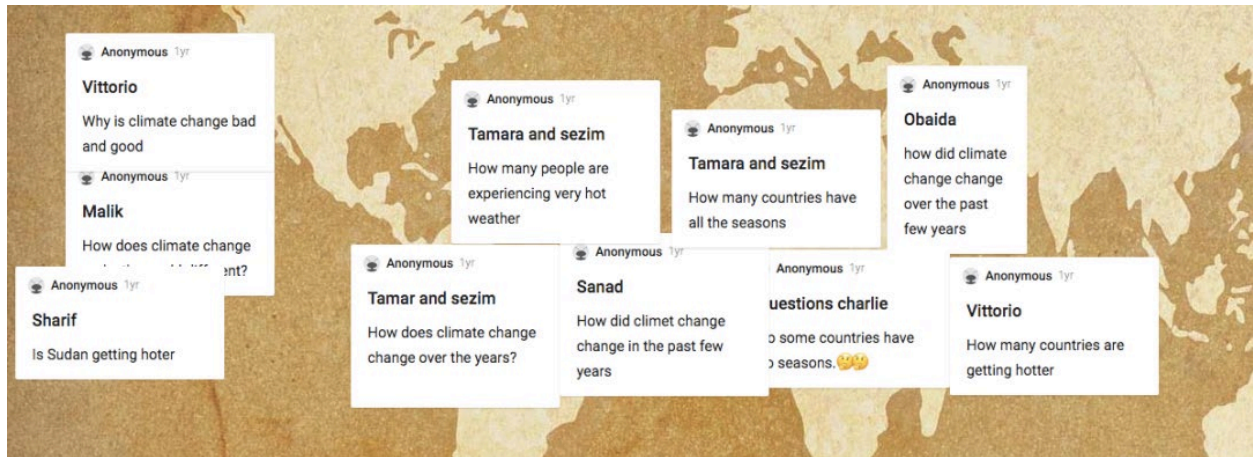 Anonymous 1yr
Vittorio
Why is climate change bad
and good
Anonymous 1yr
Malik
How does climate change
Anonymous 1yr
Sharif
Is Sudan getting hoter
Anonymous 1yr
Tamara and sezim
How many people are
experiencing very hot
weather
Anonymous 1yr
Tamar and sezim
How does climate change
change over the years?
Anonymous 1yr
Sanad
How did climet change
change in the past few
years
Anonymous 1yr
Tamara and sezim
How many countries have
all the seasons
Anonymous 1yr
uestions charlie
some countries have
seasons.🤔🤔
Anonymous 1yr
Obaida
how did climate
change change
over the past
few years
Anonymous 1yr
Vittorio
How many countries are
getting hotter